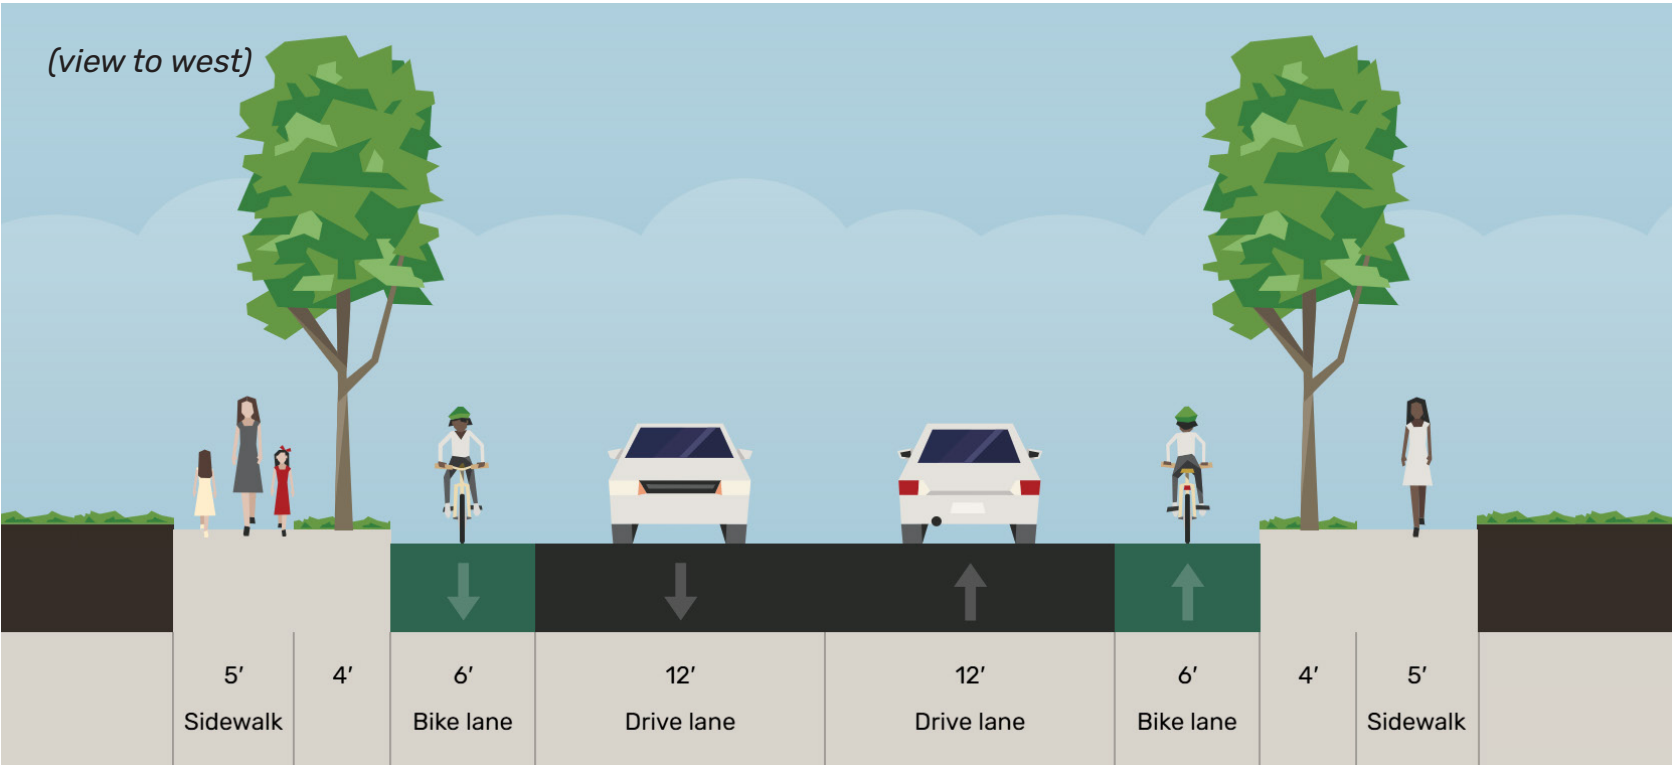 (view to west)
5′ 4′ 6′ 12′ 12′ 6′ 4′ 5′
Sidewalk Bike lane Drive lane Drive lane Bike lane Sidewalk